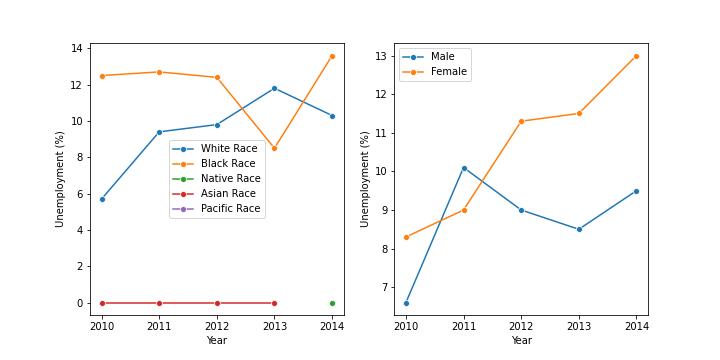 14
12
10
8
6
4
2
0
Unemployment (%)
White Race
Black Race
Native Race
Asian Race
Pacific Race
2010 2011 2012 2013 2014
Year
13
12
11
10
9
8
7
Unemployment (%)
Male
Female
2010 2011 2012 2013 2014
Year